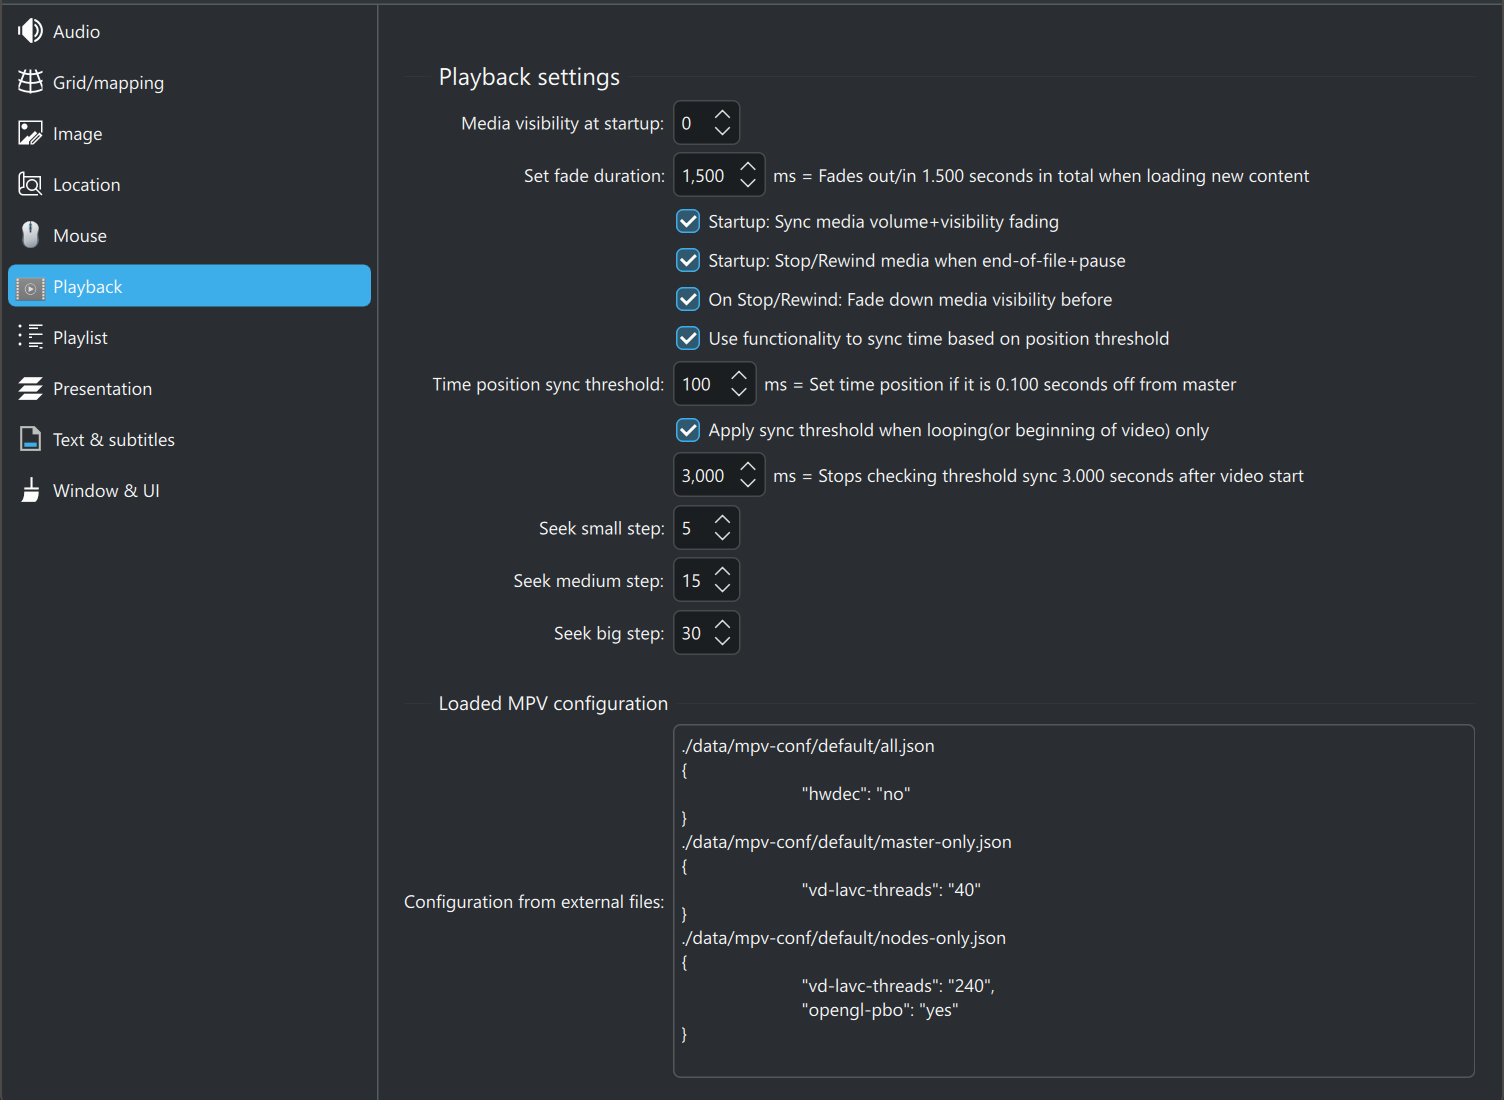 Audio
Grid/mapping
Image
Location
Mouse
Playback
Playlist
Presentation
Text & subtitles
Window & UI
Playback settings
Media visibility at startup: 0
Set fade duration: 1,500 ms = Fades out/in 1.500 seconds in total when loading new content
Startup: Sync media volume+visibility fading
Startup: Stop/Rewind media when end-of-file+pause
On Stop/Rewind: Fade down media visibility before
Use functionality to sync time based on position threshold
Time position sync threshold: 100 ms = Set time position if it is 0.100 seconds off from master
Apply sync threshold when looping(or beginning of video) only
3,000 ms = Stops checking threshold sync 3.000 seconds after video start
Seek small step: 5
Seek medium step: 15
Seek big step: 30
Loaded MPV configuration
Configuration from external files:
./data/mpv-conf/default/all.json
{
"hwdec": "no"
}
./data/mpv-conf/default/master-only.json
{
"vd-lavc-threads": "40"
}
./data/mpv-conf/default/nodes-only.json
{
"vd-lavc-threads": "240",
"opengl-pbo": "yes"
}